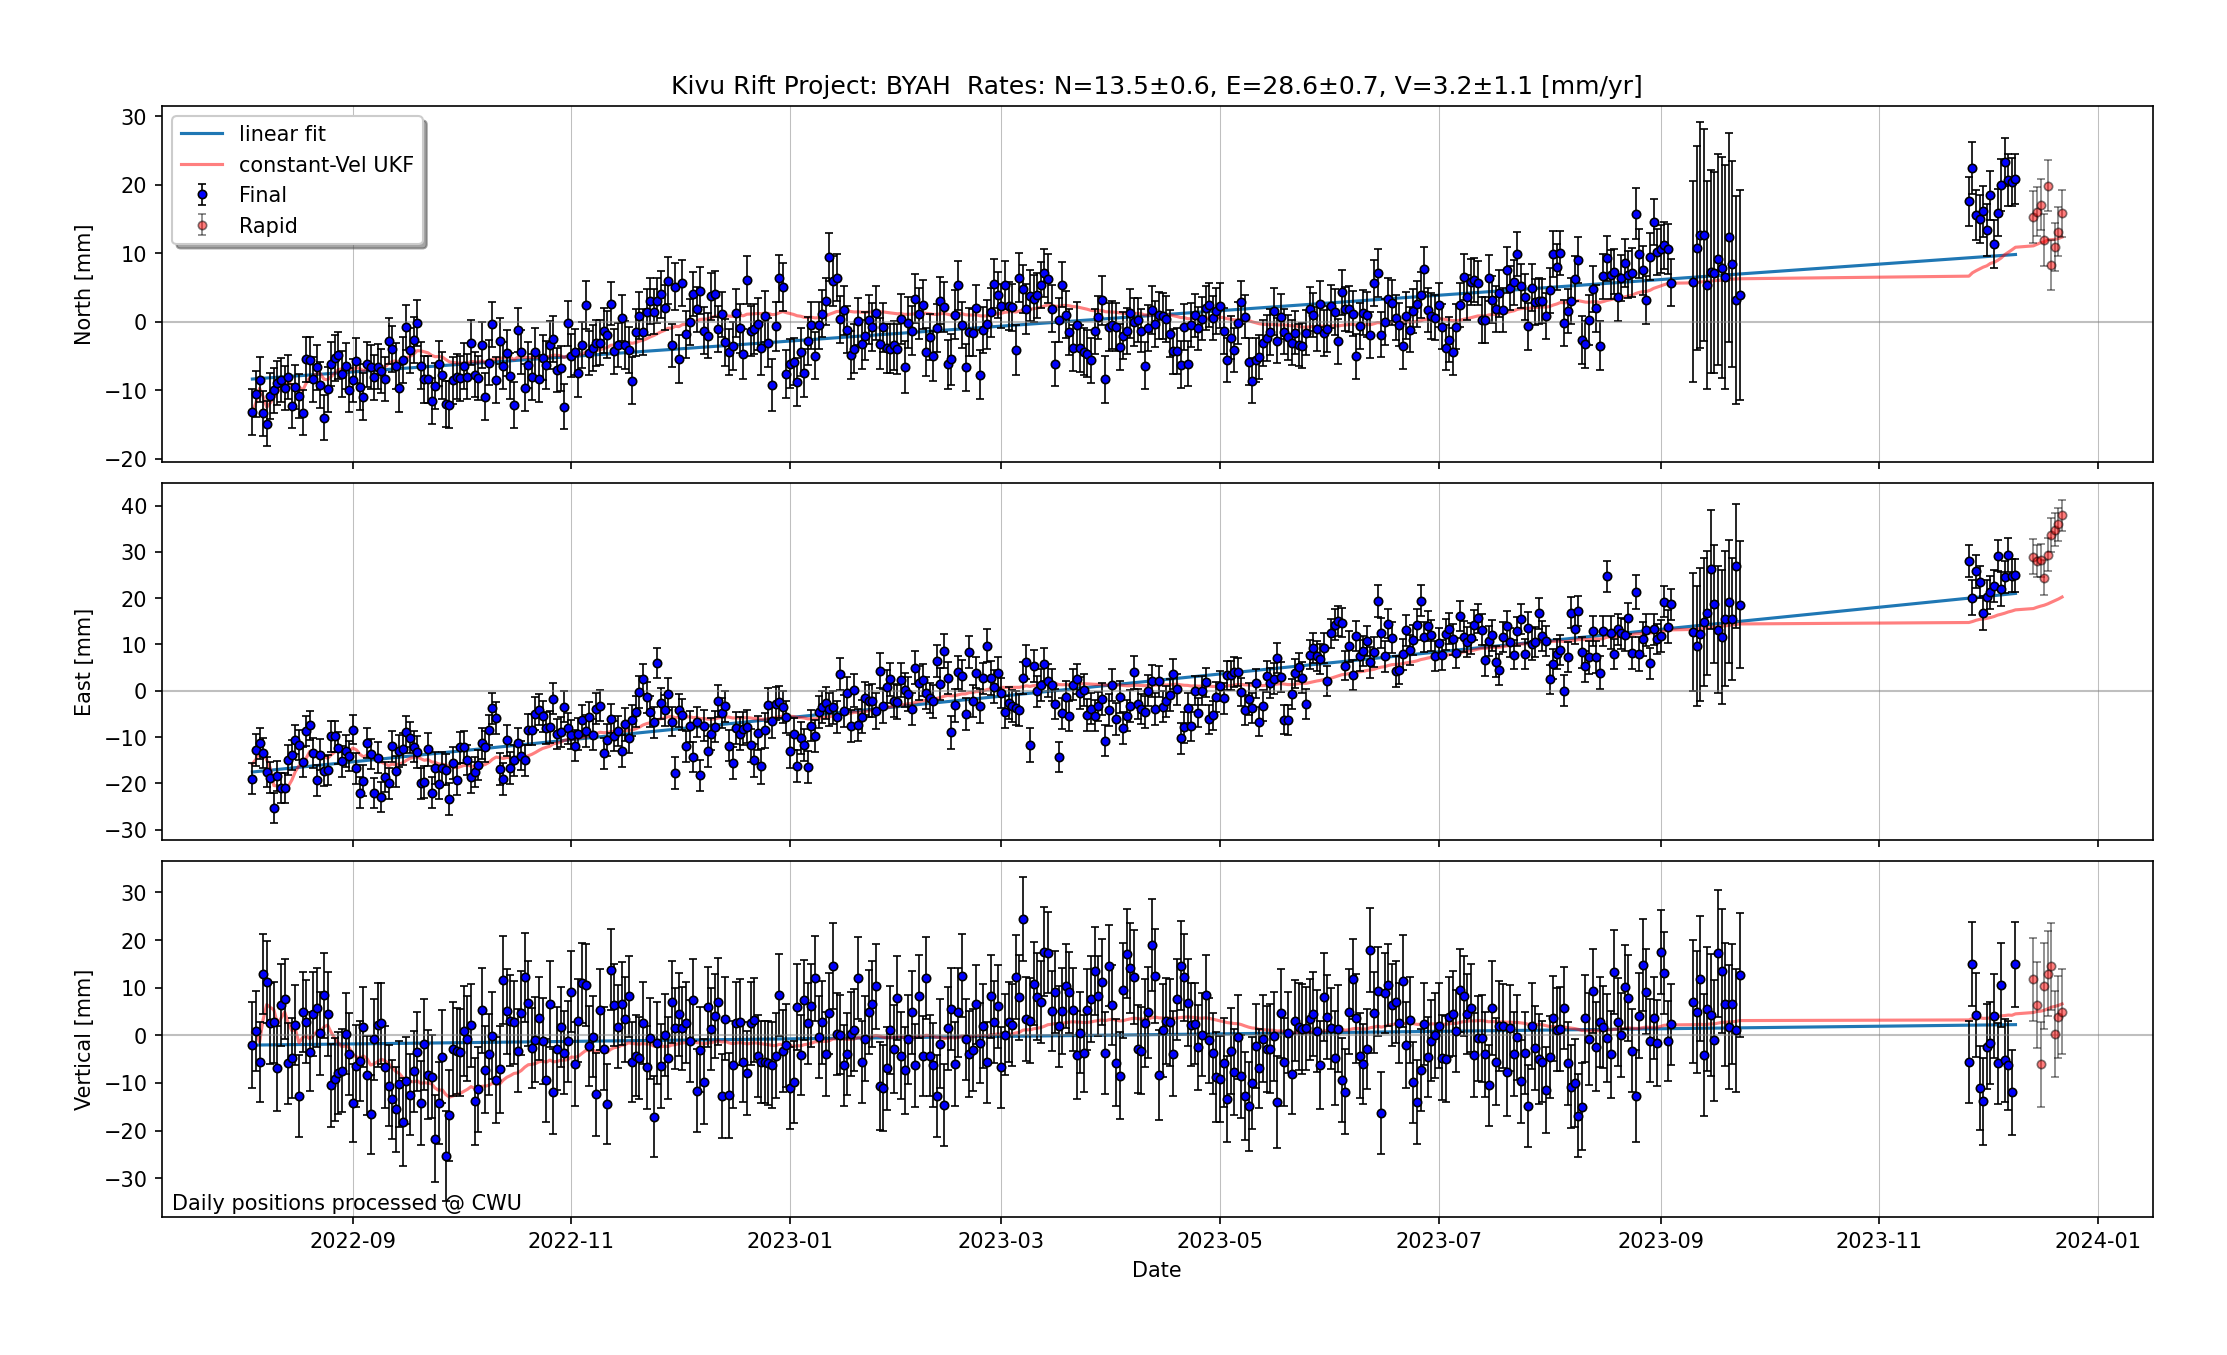 Kivu Rift Project: BYAH  Rates: N=13.5±0.6, E=28.6±0.7, V=3.2±1.1 [mm/yr]
linear fit
constant-Vel UKF
Final
Rapid
North [mm]
30
20
10
0
−10
−20
East [mm]
40
30
20
10
0
−10
−20
−30
Vertical [mm]
30
20
10
0
−10
−20
−30
Daily positions processed @ CWU
2022-09 2022-11 2023-01 2023-03 2023-05 2023-07 2023-09 2023-11 2024-01
Date